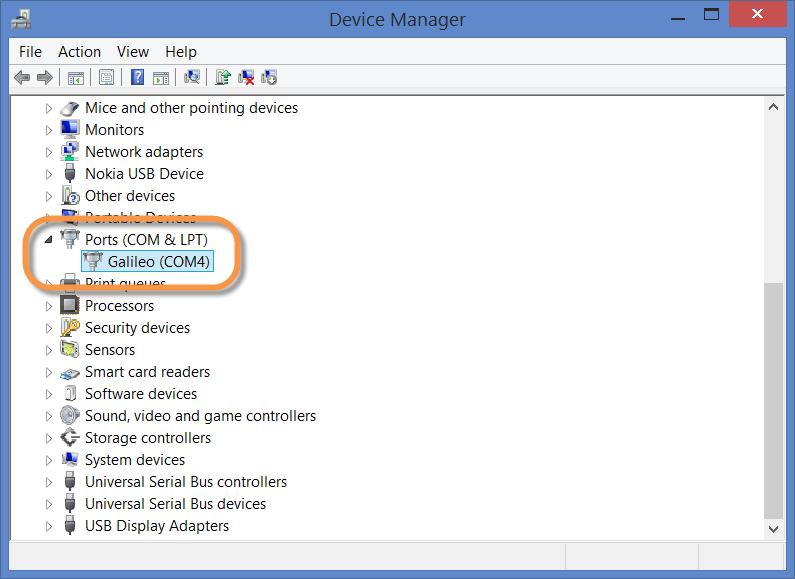 Device Manager
File Action View Help
Mice and other pointing devices
Monitors
Network adapters
Nokia USB Device
Other devices
Portable Devices
Ports (COM & LPT)
Galileo (COM4)
Print queues
Processors
Security devices
Sensors
Smart card readers
Software devices
Sound, video and game controllers
Storage controllers
System devices
Universal Serial Bus controllers
Universal Serial Bus devices
USB Display Adapters